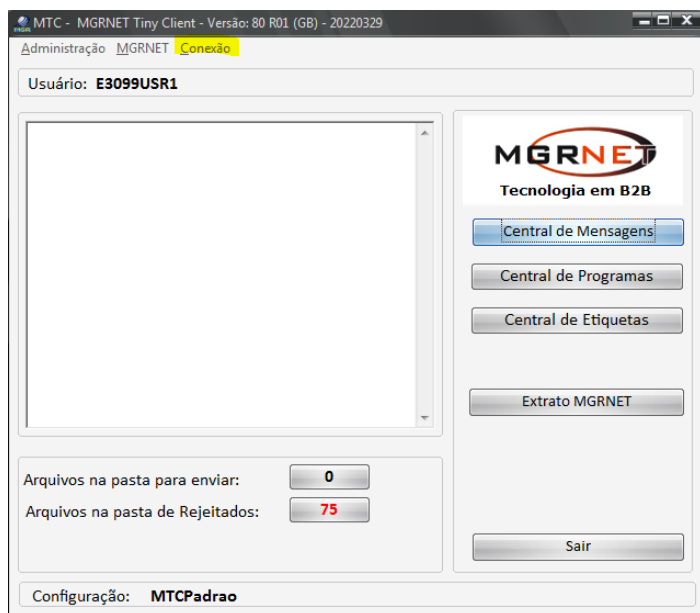 MTC - MGRNET Tiny Client - Versão: 80 R01 (GB) - 20220329
Administração MGRNET Conexão
Usuário: E3099USR1
MGRNET
Tecnologia em B2B
Central de Mensagens
Central de Programas
Central de Etiquetas
Extrato MGRNET
Arquivos na pasta para enviar: 0
Arquivos na pasta de Rejeitados: 75
Sair
Configuração: MTCPadrao